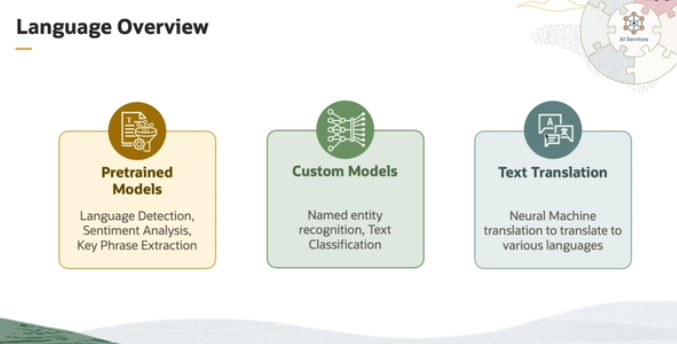 Language Overview
AI Services
Pretrained
Models
Language Detection,
Sentiment Analysis,
Key Phrase Extraction
Custom Models
Named entity
recognition, Text
Classification
Text Translation
Neural Machine
translation to translate to
various languages